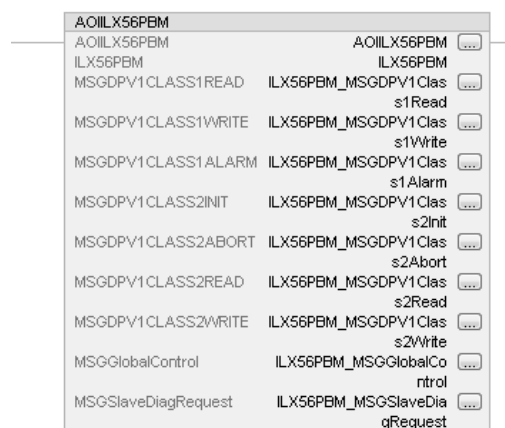 AOIILX56PBM
AOIILX56PBM AOIILX56PBM ...
ILX56PBM ILX56PBM
MSGDPV1CLASS1READ ILX56PBM_MSGDPV1Clas ...
s1Read
MSGDPV1CLASS1WRITE ILX56PBM_MSGDPV1Clas ...
s1Write
MSGDPV1CLASS1ALARM ILX56PBM_MSGDPV1Clas ...
s1Alarm
MSGDPV1CLASS2INIT ILX56PBM_MSGDPV1Clas ...
s2Init
MSGDPV1CLASS2ABORT ILX56PBM_MSGDPV1Clas ...
s2Abort
MSGDPV1CLASS2READ ILX56PBM_MSGDPV1Clas ...
s2Read
MSGDPV1CLASS2WRITE ILX56PBM_MSGDPV1Clas ...
s2Write
MSGGlobalControl ILX56PBM_MSGGlobalCo ...
ntrol
MSGSlaveDiagRequest ILX56PBM_MSGSlaveDia ...
gRequest